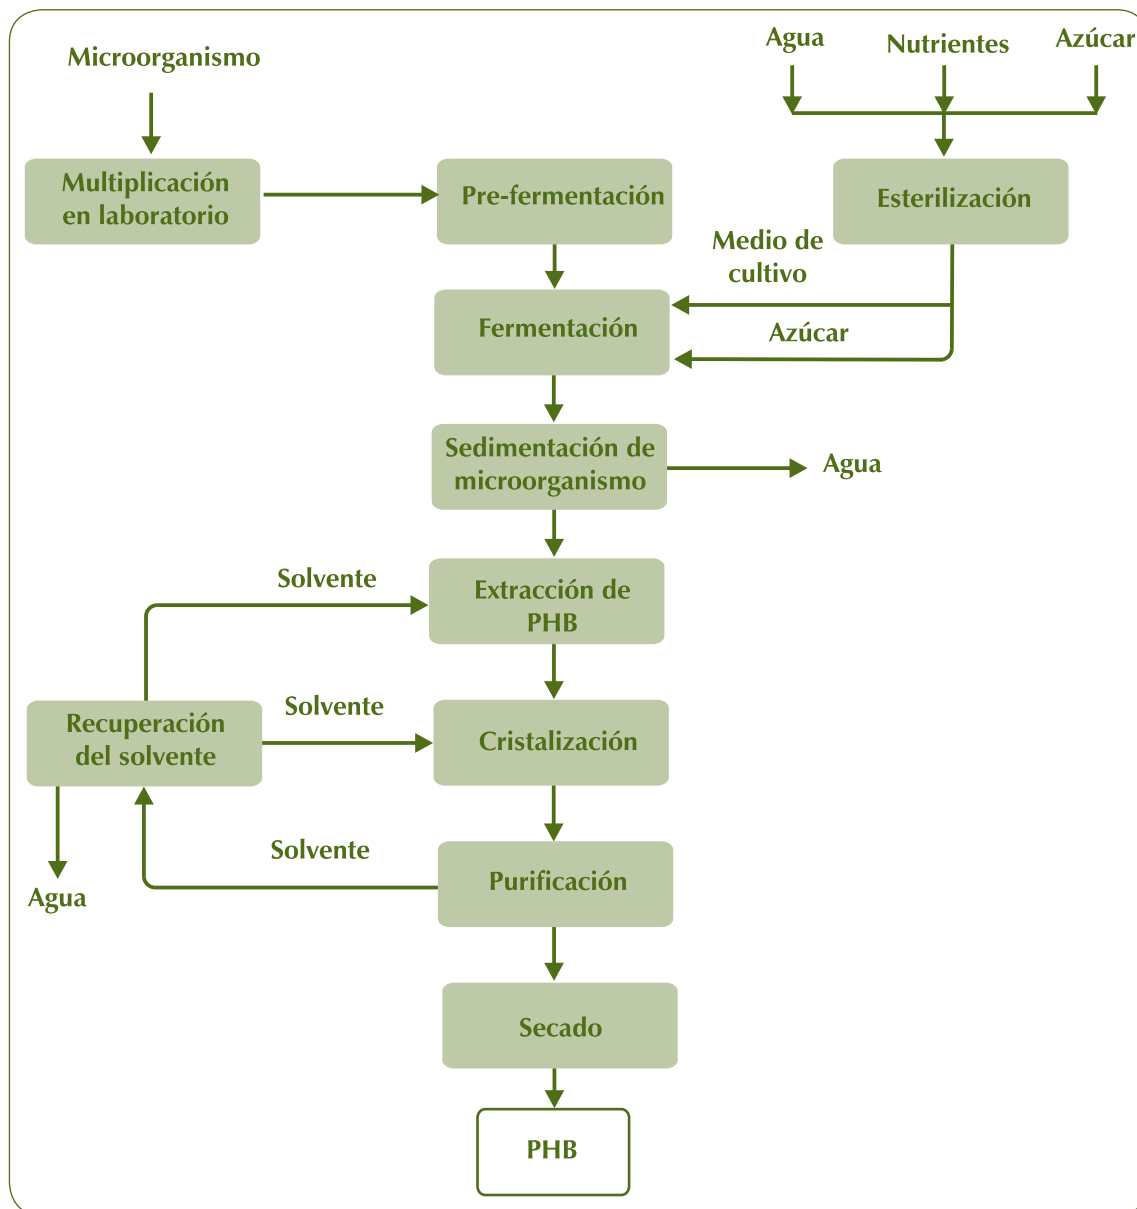 Microorganismo
Agua
Nutrientes
Azúcar
Multiplicación
en laboratorio
Pre-fermentación
Esterilización
Medio de
cultivo
Fermentación
Azúcar
Sedimentación de
microorganismo
Agua
Solvente
Extracción de
PHB
Recuperación
del solvente
Solvente
Cristalización
Solvente
Purificación
Agua
Secado
PHB